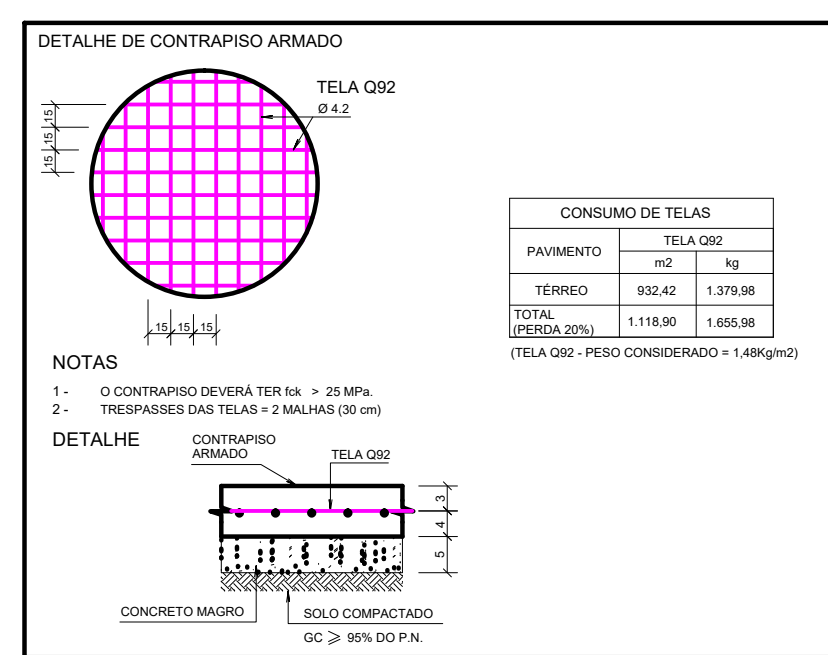 DETALHE DE CONTRAPISO ARMADO
TELA Q92
Ø 4.2
15
15
15
15 15 15
CONSUMO DE TELAS
PAVIMENTO
TELA Q92
m2 kg
TÉRREO 932,42 1.379,98
TOTAL
(PERDA 20%) 1.118,90 1.655,98
(TELA Q92 - PESO CONSIDERADO = 1,48Kg/m2)
NOTAS
1 - O CONTRAPISO DEVERÁ TER fck > 25 MPa.
2 - TRESPASSES DAS TELAS = 2 MALHAS (30 cm)
DETALHE
CONTRAPISO
ARMADO
TELA Q92
3
4
5
CONCRETO MAGRO
SOLO COMPACTADO
GC ⩾ 95% DO P.N.